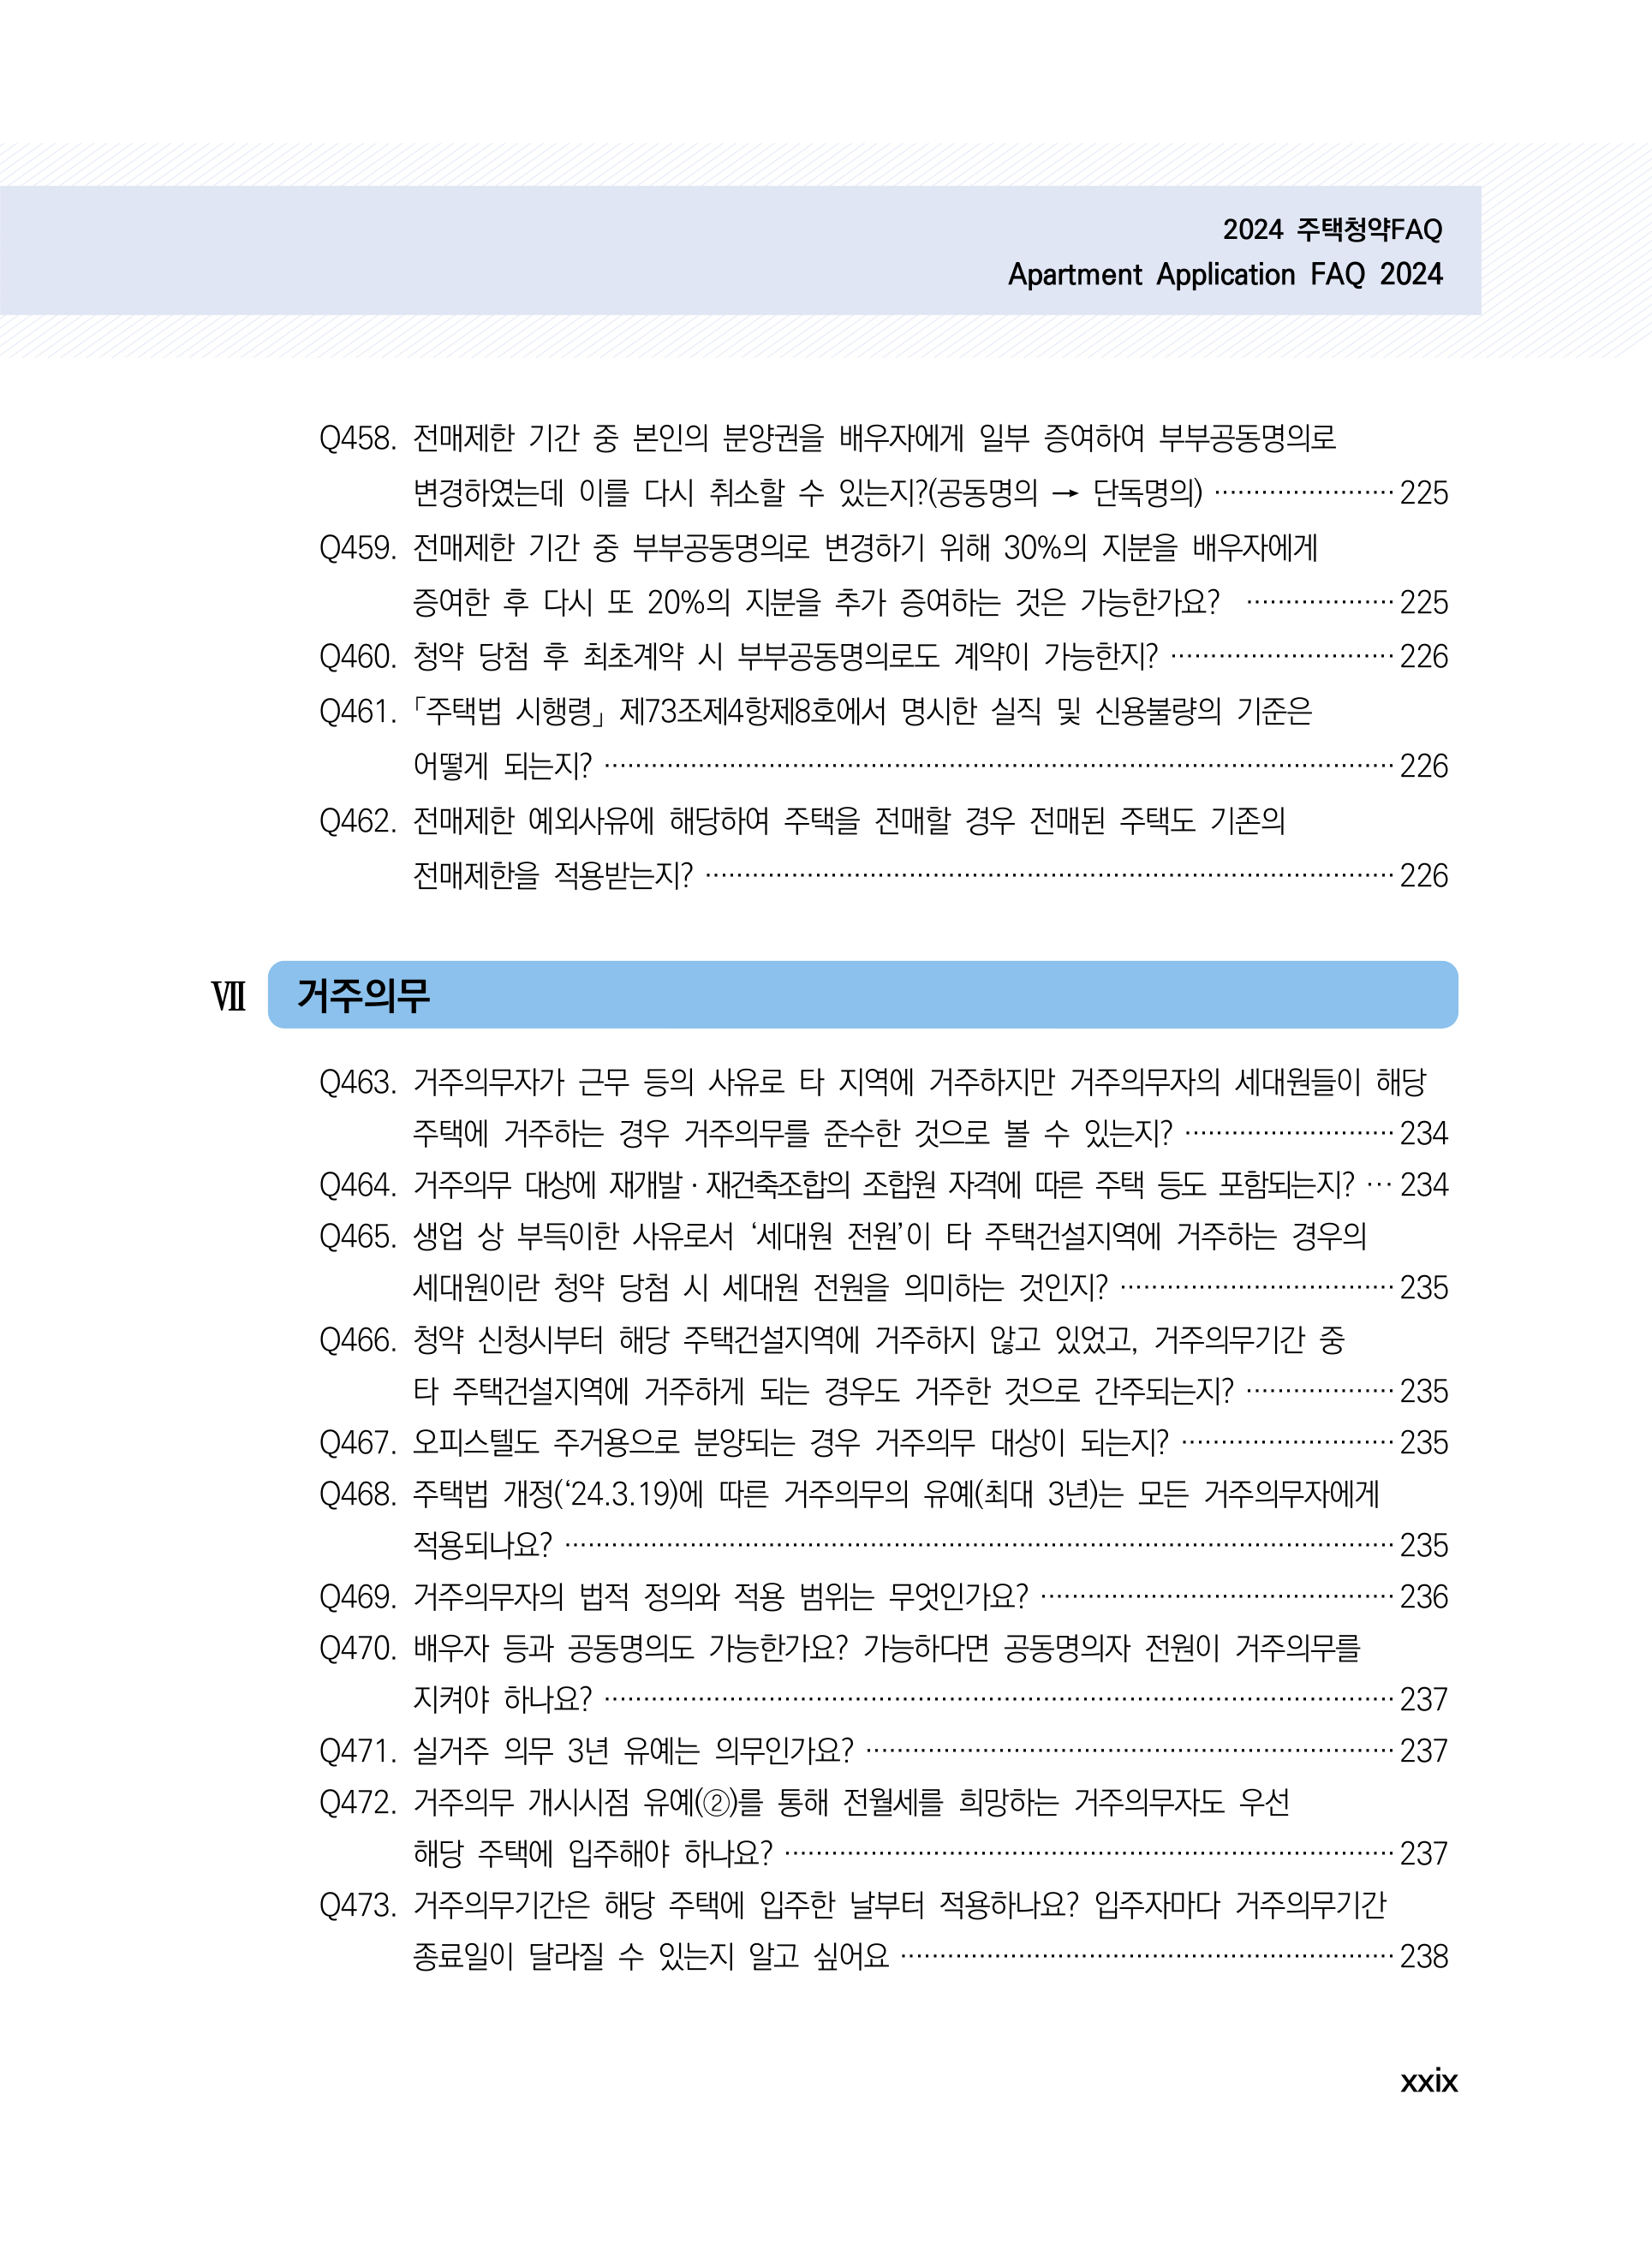 2024 주택청약FAQ
Apartment Application FAQ 2024
Q458. 전매제한 기간 중 본인의 분양권을 배우자에게 일부 증여하여 부부공동명의로
변경하였는데 이를 다시 취소할 수 있는지?(공동명의 → 단독명의) ······················· 225
Q459. 전매제한 기간 중 부부공동명의로 변경하기 위해 30%의 지분을 배우자에게
증여한 후 다시 또 20%의 지분을 추가 증여하는 것은 가능한가요? ··················· 225
Q460. 청약 당첨 후 최초계약 시 부부공동명의로도 계약이 가능한지? ···························· 226
Q461. 「주택법 시행령」 제73조제4항제8호에서 명시한 실직 및 신용불량의 기준은
어떻게 되는지? ···································································································· 226
Q462. 전매제한 예외사유에 해당하여 주택을 전매할 경우 전매된 주택도 기존의
전매제한을 적용받는지? ························································································ 226
Ⅶ 거주의무
Q463. 거주의무자가 근무 등의 사유로 타 지역에 거주하지만 거주의무자의 세대원들이 해당
주택에 거주하는 경우 거주의무를 준수한 것으로 볼 수 있는지? ·························· 234
Q464. 거주의무 대상에 재개발·재건축조합의 조합원 자격에 따른 주택 등도 포함되는지? ··· 234
Q465. 생업 상 부득이한 사유로서 ‘세대원 전원’이 타 주택건설지역에 거주하는 경우의
세대원이란 청약 당첨 시 세대원 전원을 의미하는 것인지? ·································· 235
Q466. 청약 신청시부터 해당 주택건설지역에 거주하지 않고 있었고, 거주의무기간 중
타 주택건설지역에 거주하게 되는 경우도 거주한 것으로 간주되는지? ··················· 235
Q467. 오피스텔도 주거용으로 분양되는 경우 거주의무 대상이 되는지? ··························· 235
Q468. 주택법 개정(‘24.3.19)에 따른 거주의무의 유예(최대 3년)는 모든 거주의무자에게
적용되나요? ········································································································· 235
Q469. 거주의무자의 법적 정의와 적용 범위는 무엇인가요? ············································ 236
Q470. 배우자 등과 공동명의도 가능한가요? 가능하다면 공동명의자 전원이 거주의무를
지켜야 하나요? ···································································································· 237
Q471. 실거주 의무 3년 유예는 의무인가요? ··································································· 237
Q472. 거주의무 개시시점 유예(②)를 통해 전월세를 희망하는 거주의무자도 우선
해당 주택에 입주해야 하나요? ·············································································· 237
Q473. 거주의무기간은 해당 주택에 입주한 날부터 적용하나요? 입주자마다 거주의무기간
종료일이 달라질 수 있는지 알고 싶어요 ······························································· 238
xxix